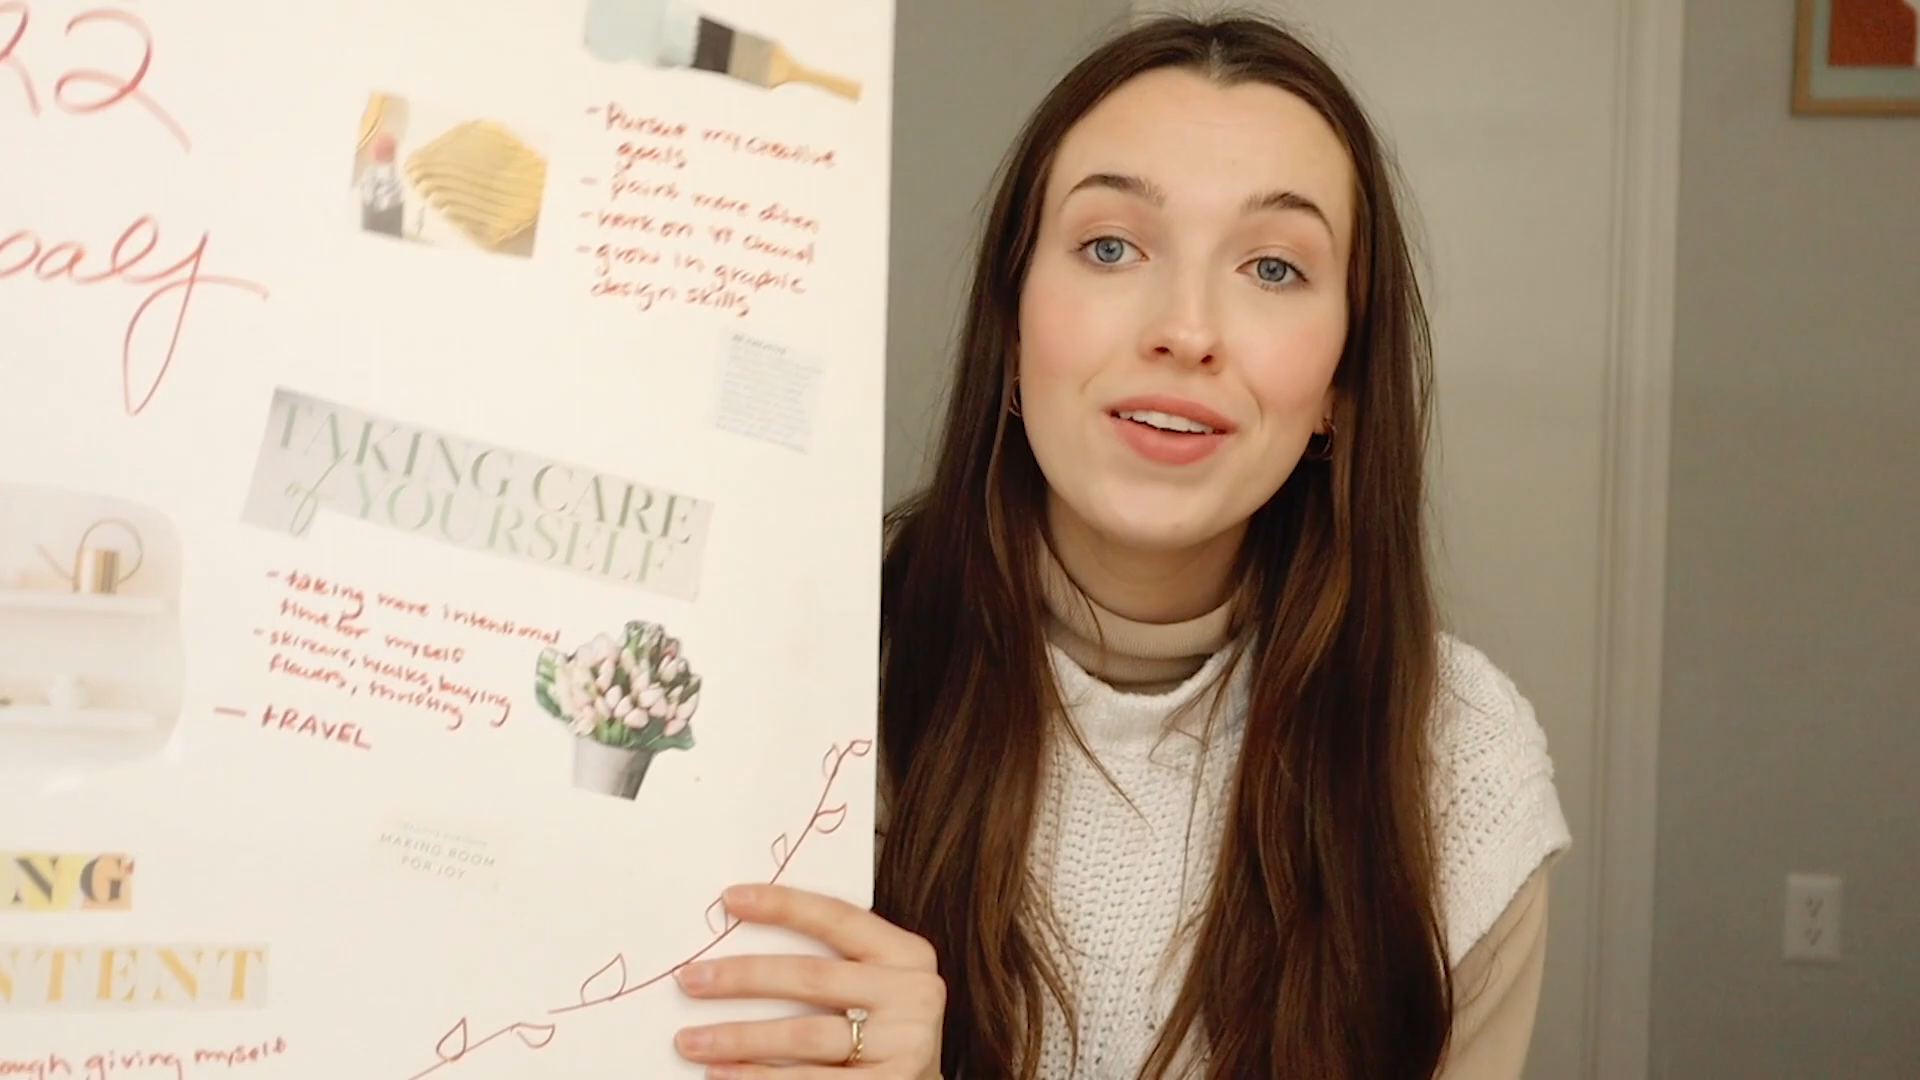 22
oals
- Pursue my creative
goals
- paint more often
- work on YT channel
- grow in graphic
design skills
TAKING CARE
of YOURSELF
- taking more intentional
time for myself
- skincare, walks, buying
flowers, thrifting
- TRAVEL
MAKING ROOM
FOR JOY
NG
NTENT
ough giving myself